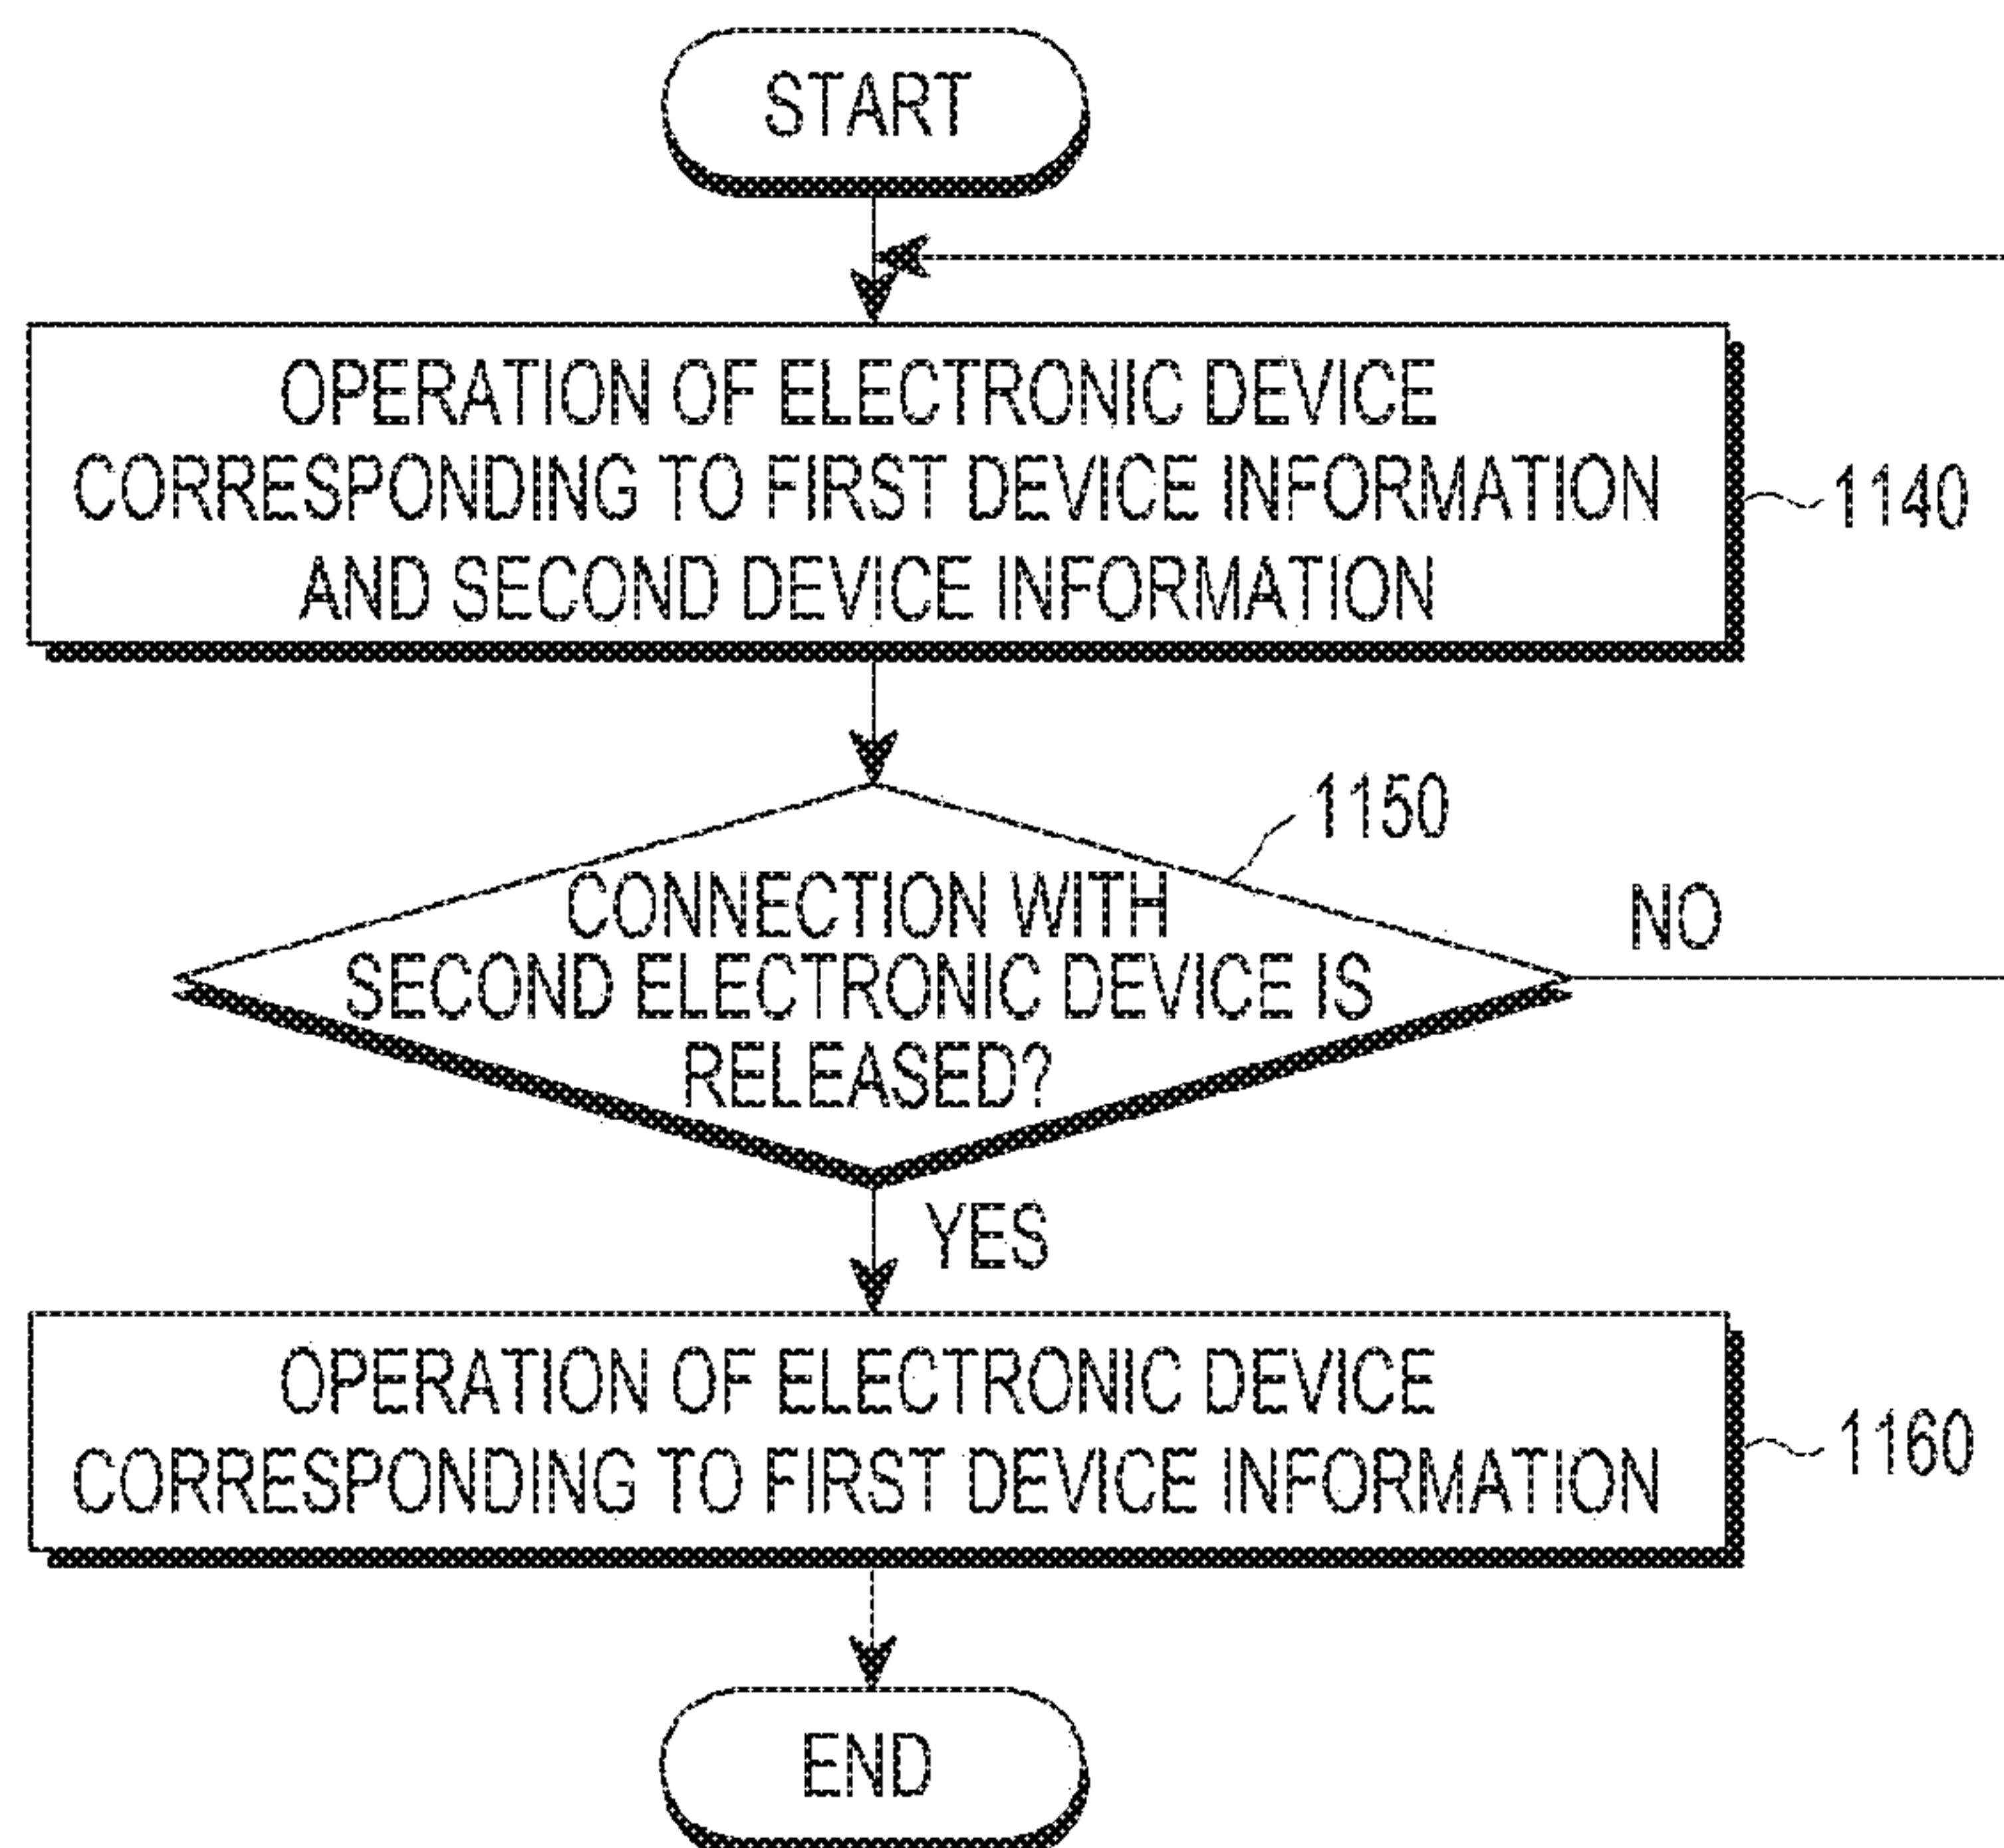 START
OPERATION OF ELECTRONIC DEVICE
CORRESPONDING TO FIRST DEVICE INFORMATION
AND SECOND DEVICE INFORMATION
1140
1150
CONNECTION WITH
SECOND ELECTRONIC DEVICE IS
RELEASED?
NO
YES
OPERATION OF ELECTRONIC DEVICE
CORRESPONDING TO FIRST DEVICE INFORMATION
1160
END